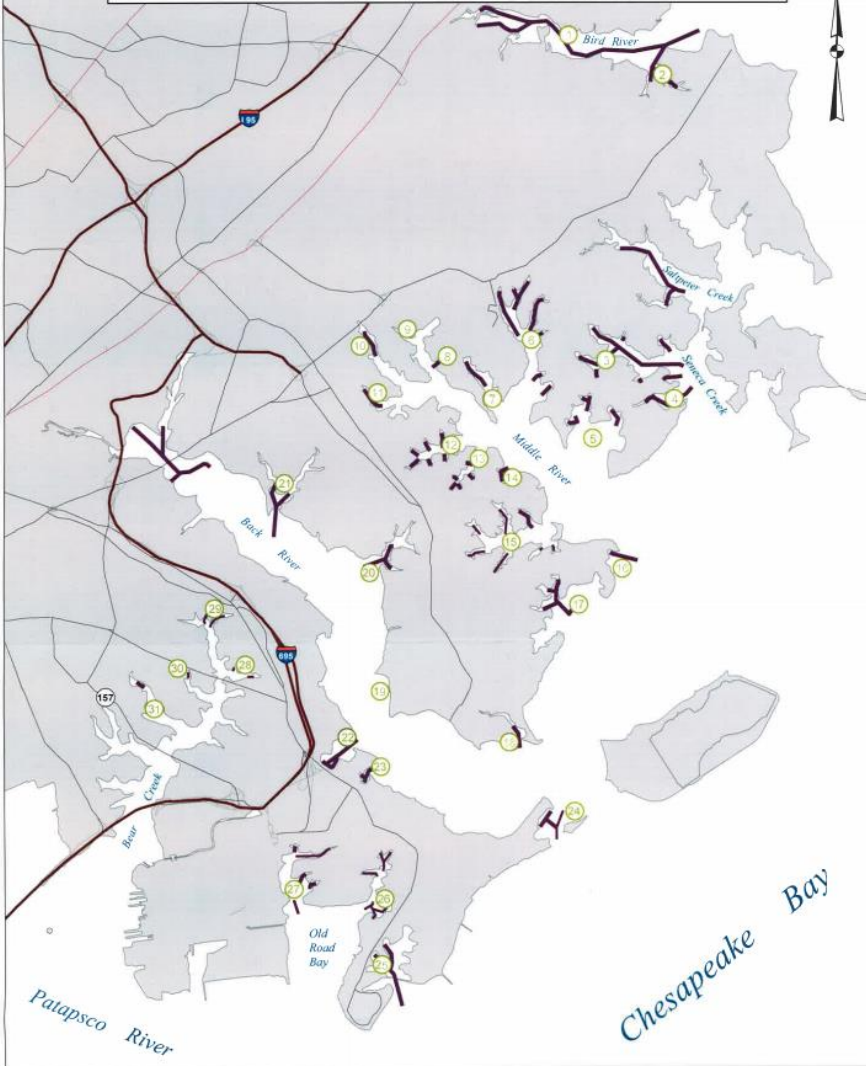 1
Bird River
2
I 95
Saltpeter Creek
10
9
8
6
3
Seneca Creek
11
7
4
12
5
Middle River
13
14
21
Back River
15
20
16
17
29
695
30
28
19
157
31
18
22
23
Bear Creek
24
27
26
Old
Road
Bay
25
Chesapeake Bay
Patapsco River